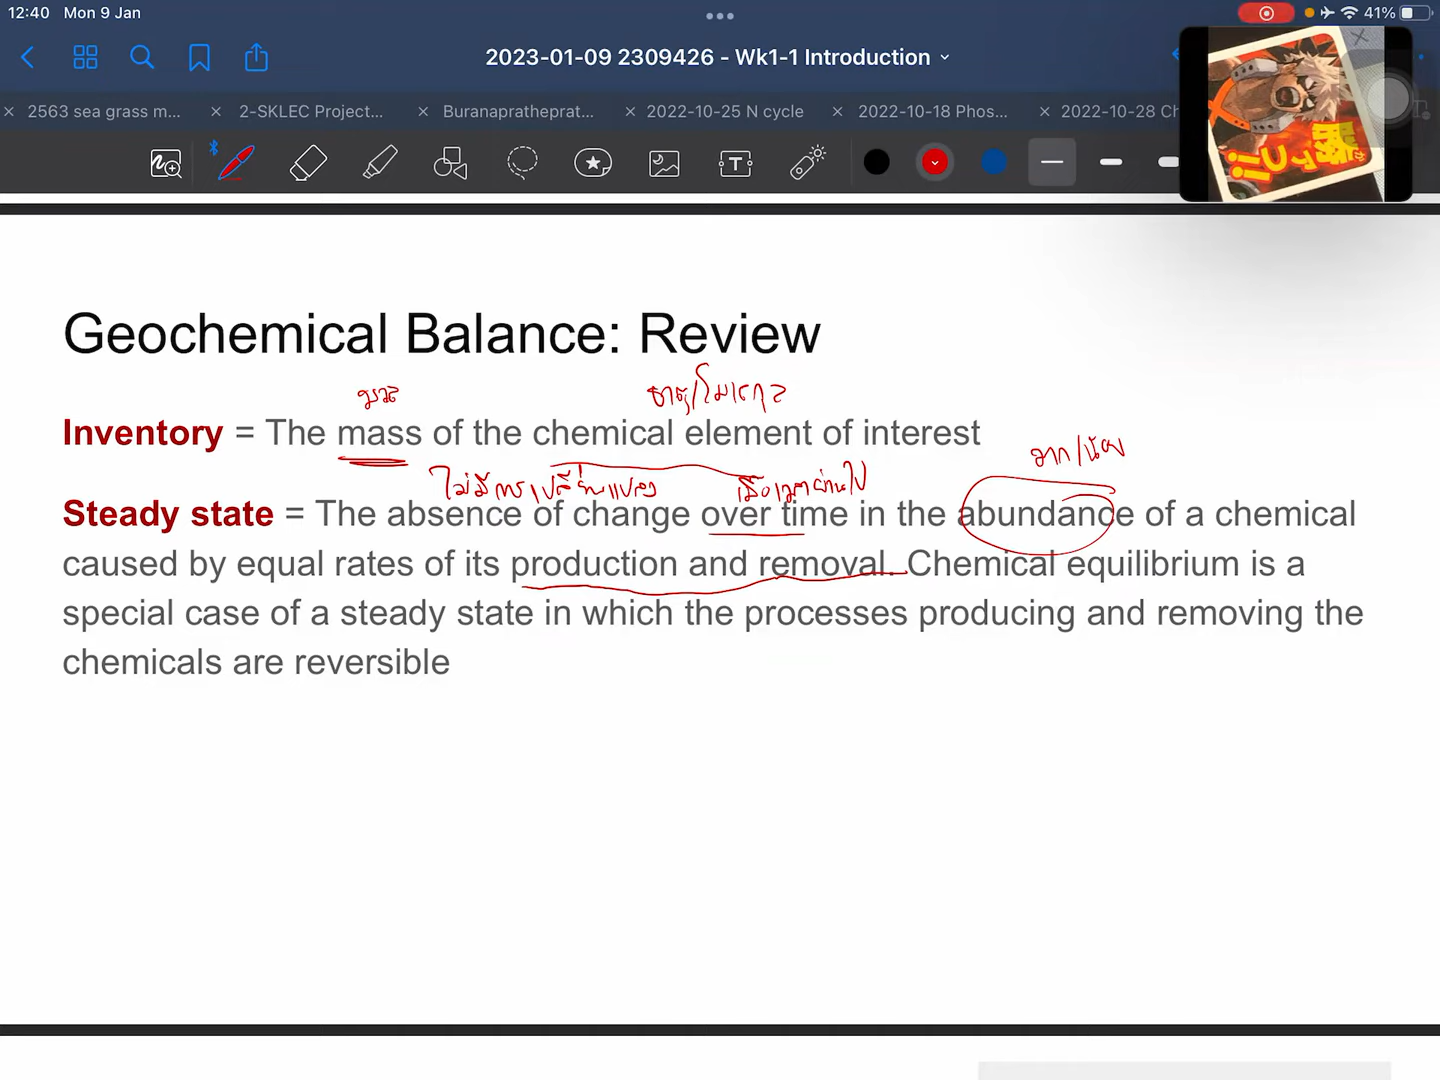 12:40 Mon 9 Jan
41%
2023-01-09 2309426 - Wk1-1 Introduction
2563 sea grass m...
2-SKLEC Project...
Buranapratheprat...
2022-10-25 N cycle
2022-10-18 Phos...
2022-10-28 Ch
Geochemical Balance: Review
มวล
ธาตุ/โมเลกุล
Inventory = The mass of the chemical element of interest
มาก/น้อย
ไม่มีการเปลี่ยนแปลง เมื่อเวลาผ่านไป
Steady state = The absence of change over time in the abundance of a chemical
caused by equal rates of its production and removal. Chemical equilibrium is a
special case of a steady state in which the processes producing and removing the
chemicals are reversible